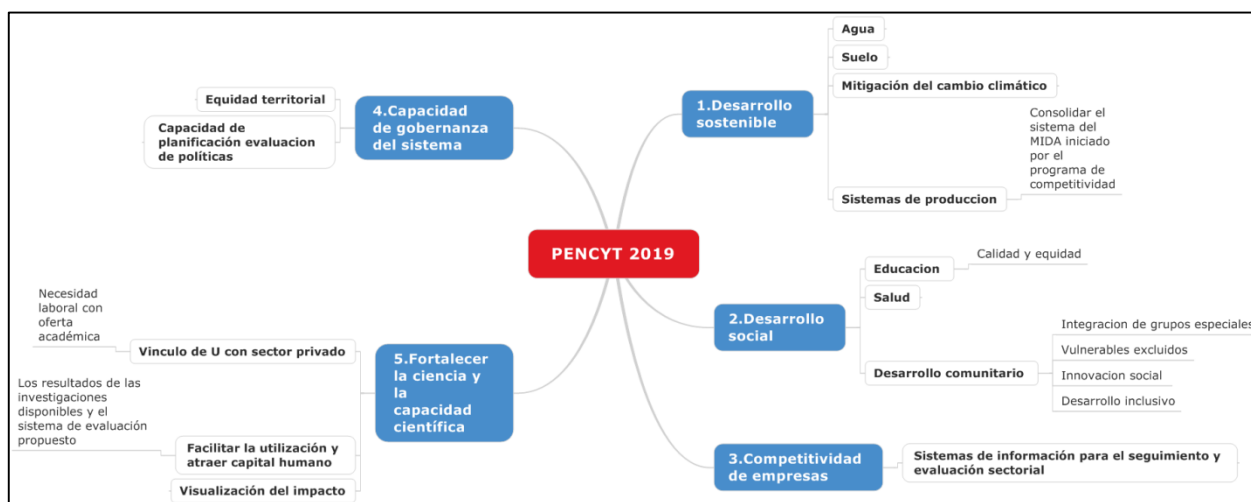 PENCYT 2019
1.Desarrollo
sostenible
Agua
Suelo
Mitigación del cambio climático
Sistemas de produccion
Consolidar el
sistema del
MIDA iniciado
por el
programa de
competitividad
2.Desarrollo
social
Educacion
Calidad y equidad
Salud
Desarrollo comunitario
Integracion de grupos especiales
Vulnerables excluidos
Innovacion social
Desarrollo inclusivo
3.Competitividad
de empresas
Sistemas de información para el seguimiento y
evaluación sectorial
4.Capacidad
de gobernanza
del sistema
Equidad territorial
Capacidad de
planificación evaluacion
de políticas
5.Fortalecer
la ciencia y
la
capacidad
científica
Vinculo de U con sector privado
Necesidad
laboral con
oferta
académica
Facilitar la utilización y
atraer capital humano
Los resultados de las
investigaciones
disponibles y el
sistema de evaluación
propuesto
Visualización del impacto